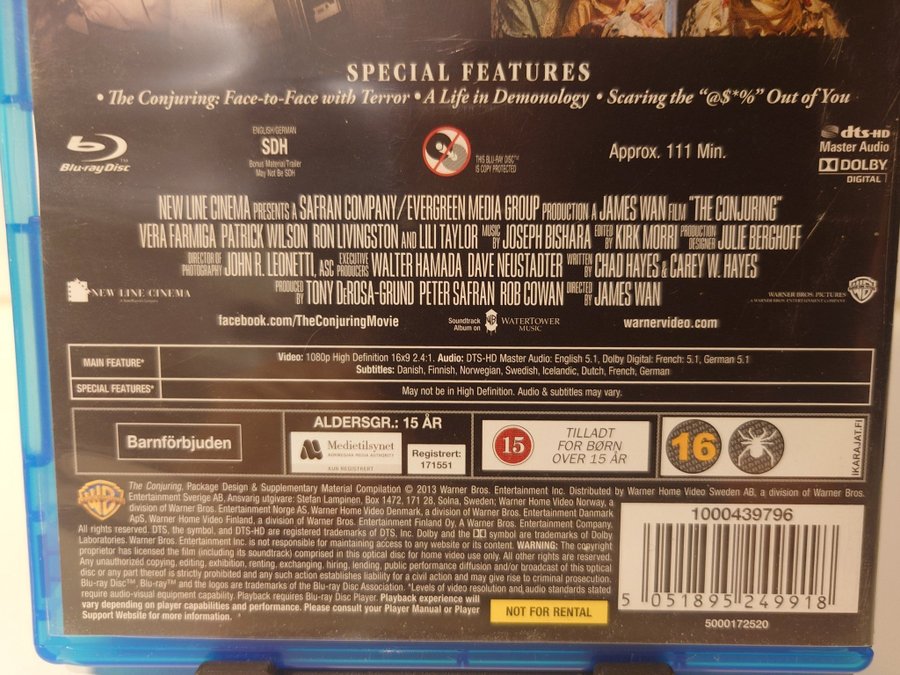 SPECIAL FEATURES
• The Conjuring: Face-to-Face with Terror • A Life in Demonology • Scaring the "@$*%" Out of You
Blu-ray Disc™
ENGLISH/GERMAN
SDH
Bonus Material/Trailer
May Not Be SDH
THIS BLU-RAY DISC™
IS COPY PROTECTED
Approx. 111 Min.
dts-HD
Master Audio
DOLBY
DIGITAL
NEW LINE CINEMA PRESENTS A SAFRAN COMPANY/EVERGREEN MEDIA GROUP PRODUCTION A JAMES WAN FILM "THE CONJURING"
VERA FARMIGA PATRICK WILSON RON LIVINGSTON AND LILI TAYLOR MUSIC BY JOSEPH BISHARA EDITED BY KIRK MORRI PRODUCTION DESIGNER JULIE BERGHOFF
DIRECTOR OF PHOTOGRAPHY JOHN R. LEONETTI, ASC EXECUTIVE PRODUCERS WALTER HAMADA DAVE NEUSTADTER WRITTEN BY CHAD HAYES & CAREY W. HAYES
PRODUCED BY TONY DeROSA-GRUND PETER SAFRAN ROB COWAN DIRECTED BY JAMES WAN
NEW LINE CINEMA
WARNER BROS. PICTURES
facebook.com/TheConjuringMovie
Soundtrack
Album on
WATERTOWER
MUSIC
warnervideo.com
MAIN FEATURE*
Video: 1080p High Definition 16x9 2.4:1. Audio: DTS-HD Master Audio: English 5.1, Dolby Digital: French: 5.1, German 5.1
Subtitles: Danish, Finnish, Norwegian, Swedish, Icelandic, Dutch, French, German
SPECIAL FEATURES*
May not be in High Definition. Audio & subtitles may vary.
Barnförbjuden
ALDERSGR.: 15 ÅR
Medietilsynet
NORWEGIAN MEDIA AUTHORITY
KUN REGISTRERT
Registrert:
171551
15
TILLADT
FOR BØRN
OVER 15 ÅR
16
IKARAJAT.FI
The Conjuring, Package Design & Supplementary Material Compilation © 2013 Warner Bros. Entertainment Inc. Distributed by Warner Home Video Sweden AB, a division of Warner Bros.
Entertainment Sverige AB. Ansvarig utgivare: Stefan Lampinen, Box 1472, 171 28, Solna, Sweden, Warner Home Video Norway, a
division of Warner Bros. Entertainment Norge AS, Warner Home Video Denmark, a division of Warner Bros. Entertainment Danmark
ApS, Warner Home Video Finland, a division of Warner Bros. Entertainment Finland Oy, A Warner Bros. Entertainment Company.
All rights reserved. DTS, the symbol, and DTS-HD are registered trademarks of DTS, Inc. Dolby and the DD symbol are trademarks of Dolby
Laboratories. Warner Bros. Entertainment Inc. is not responsible for maintaining access to any website or its content. WARNING: The copyright
proprietor has licensed the film (including its soundtrack) comprised in this optical disc for home video use only. All other rights are reserved.
Any unauthorized copying, editing, exhibition, renting, exchanging, hiring, lending, public performance diffusion and/or broadcast of this optical
disc or any part thereof is strictly prohibited and any such action establishes liability for a civil action and may give rise to criminal prosecution.
Blu-ray Disc™, Blu-ray™ and the logos are trademarks of the Blu-ray Disc Association. *Levels of video resolution and audio standards stated
require audio-visual equipment capability. Playback requires Blu-ray Disc Player. Playback experience will
vary depending on player capabilities and performance. Please consult your Player Manual or Player
Support Website for more information.
NOT FOR RENTAL
1000439796
5 051895 249918
5000172520